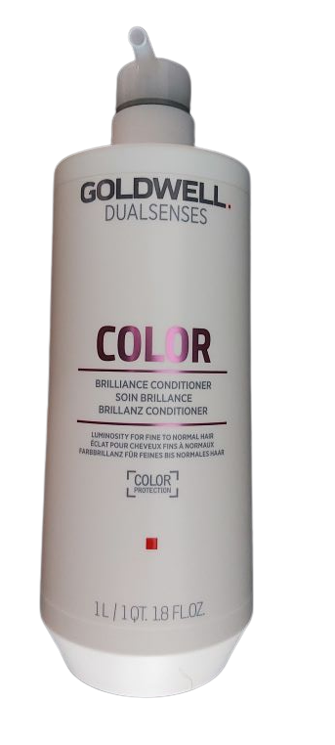 GOLDWELL.
DUALSENSES
COLOR
BRILLIANCE CONDITIONER
SOIN BRILLANCE
BRILLANZ CONDITIONER
LUMINOSITY FOR FINE TO NORMAL HAIR
ÉCLAT POUR CHEVEUX FINS À NORMAUX
FARBBRILLANZ FÜR FEINES BIS NORMALES HAAR
COLOR
PROTECTION
1 L / 1 QT. 1.8 FL.OZ.